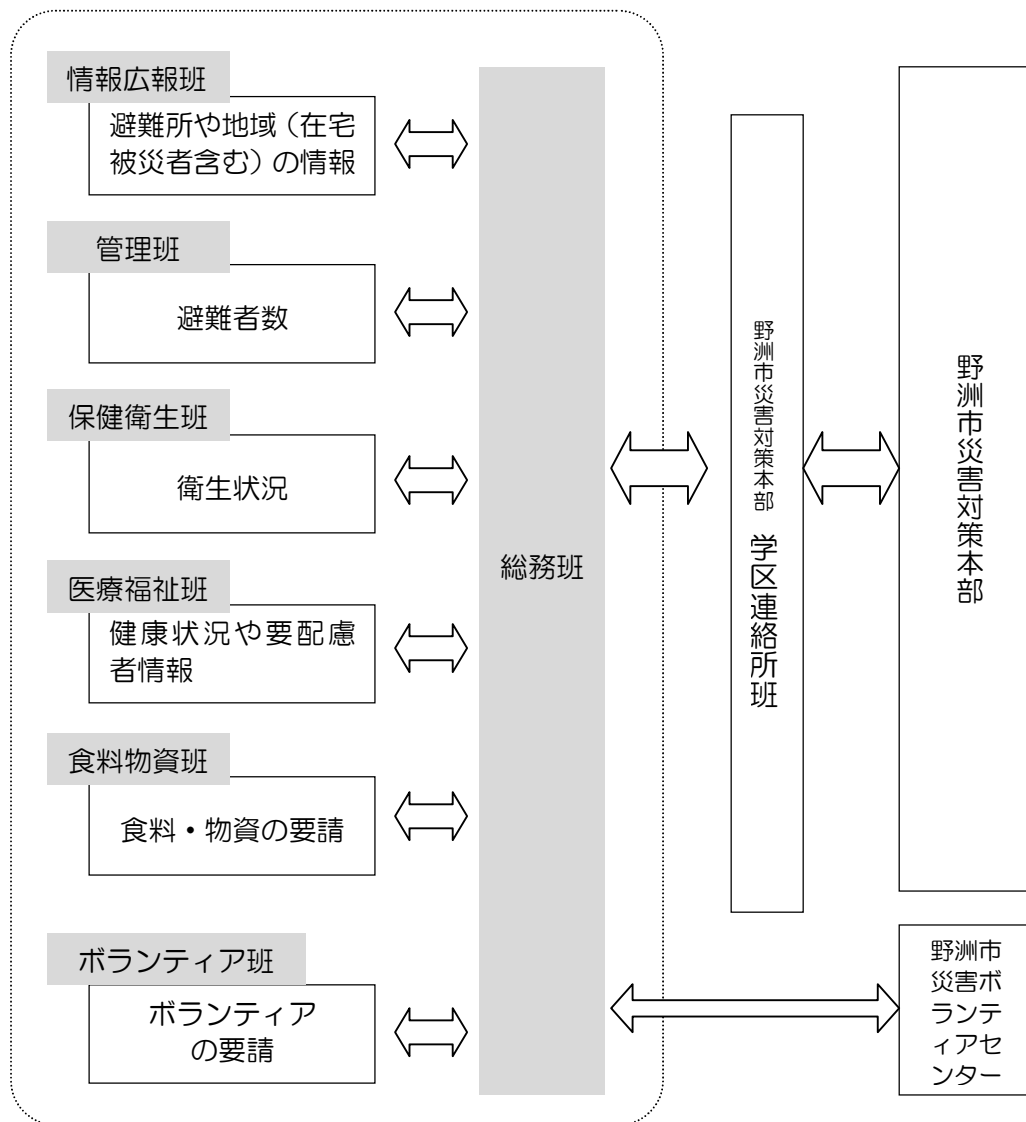 情報広報班
避難所や地域（在宅
被災者含む）の情報
管理班
避難者数
保健衛生班
衛生状況
医療福祉班
健康状況や要配慮
者情報
食料物資班
食料・物資の要請
ボランティア班
ボランティア
の要請
総務班
野洲市災害対策本部 学区連絡所班
野洲市災害対策本部
野洲市
災害ボ
ランテ
ィアセ
ンター